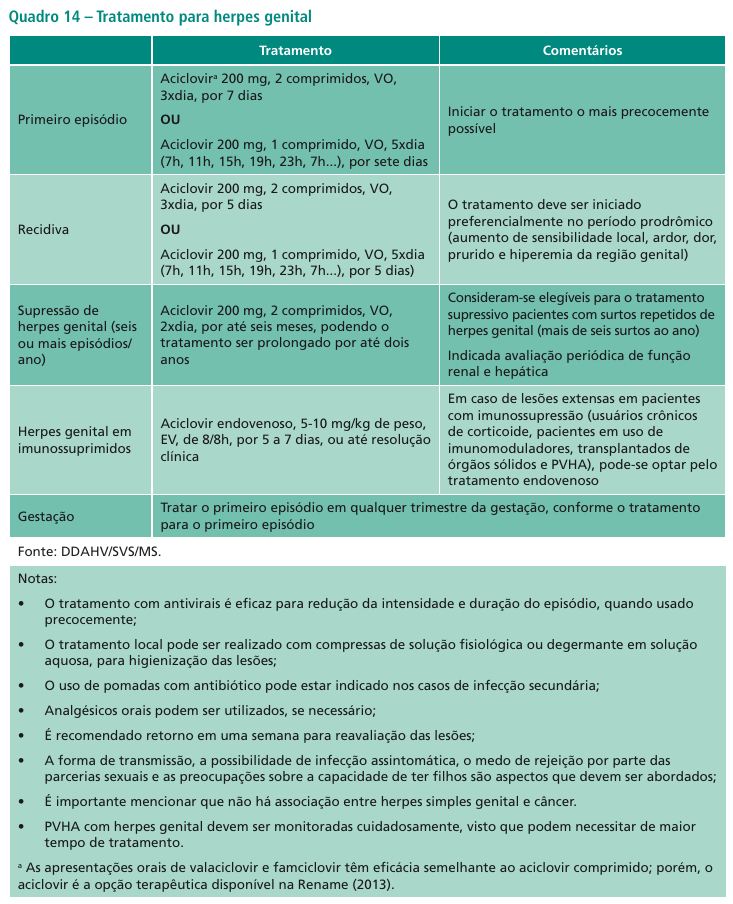 Quadro 14 – Tratamento para herpes genital
Tratamento
Comentários
Primeiro episódio
Aciclovirª 200 mg, 2 comprimidos, VO,
3xdia, por 7 dias
OU
Aciclovir 200 mg, 1 comprimido, VO, 5xdia
(7h, 11h, 15h, 19h, 23h, 7h...), por sete dias
Iniciar o tratamento o mais precocemente
possível
Recidiva
Aciclovir 200 mg, 2 comprimidos, VO,
3xdia, por 5 dias
OU
Aciclovir 200 mg, 1 comprimido, VO, 5xdia
(7h, 11h, 15h, 19h, 23h, 7h...), por 5 dias)
O tratamento deve ser iniciado
preferencialmente no período prodrômico
(aumento de sensibilidade local, ardor, dor,
prurido e hiperemia da região genital)
Supressão de
herpes genital (seis
ou mais episódios/
ano)
Aciclovir 200 mg, 2 comprimidos, VO,
2xdia, por até seis meses, podendo o
tratamento ser prolongado por até dois
anos
Consideram-se elegíveis para o tratamento
supressivo pacientes com surtos repetidos de
herpes genital (mais de seis surtos ao ano)
Indicada avaliação periódica de função
renal e hepática
Herpes genital em
imunossuprimidos
Aciclovir endovenoso, 5-10 mg/kg de peso,
EV, de 8/8h, por 5 a 7 dias, ou até resolução
clínica
Em caso de lesões extensas em pacientes
com imunossupressão (usuários crônicos
de corticoide, pacientes em uso de
imunomoduladores, transplantados de
órgãos sólidos e PVHA), pode-se optar pelo
tratamento endovenoso
Gestação
Tratar o primeiro episódio em qualquer trimestre da gestação, conforme o tratamento
para o primeiro episódio
Fonte: DDAHV/SVS/MS.
Notas:
• O tratamento com antivirais é eficaz para redução da intensidade e duração do episódio, quando usado
precocemente;
• O tratamento local pode ser realizado com compressas de solução fisiológica ou degermante em solução
aquosa, para higienização das lesões;
• O uso de pomadas com antibiótico pode estar indicado nos casos de infecção secundária;
• Analgésicos orais podem ser utilizados, se necessário;
• É recomendado retorno em uma semana para reavaliação das lesões;
• A forma de transmissão, a possibilidade de infecção assintomática, o medo de rejeição por parte das
parcerias sexuais e as preocupações sobre a capacidade de ter filhos são aspectos que devem ser abordados;
• É importante mencionar que não há associação entre herpes simples genital e câncer.
• PVHA com herpes genital devem ser monitoradas cuidadosamente, visto que podem necessitar de maior
tempo de tratamento.
ª As apresentações orais de valaciclovir e famciclovir têm eficácia semelhante ao aciclovir comprimido; porém, o
aciclovir é a opção terapêutica disponível na Rename (2013).